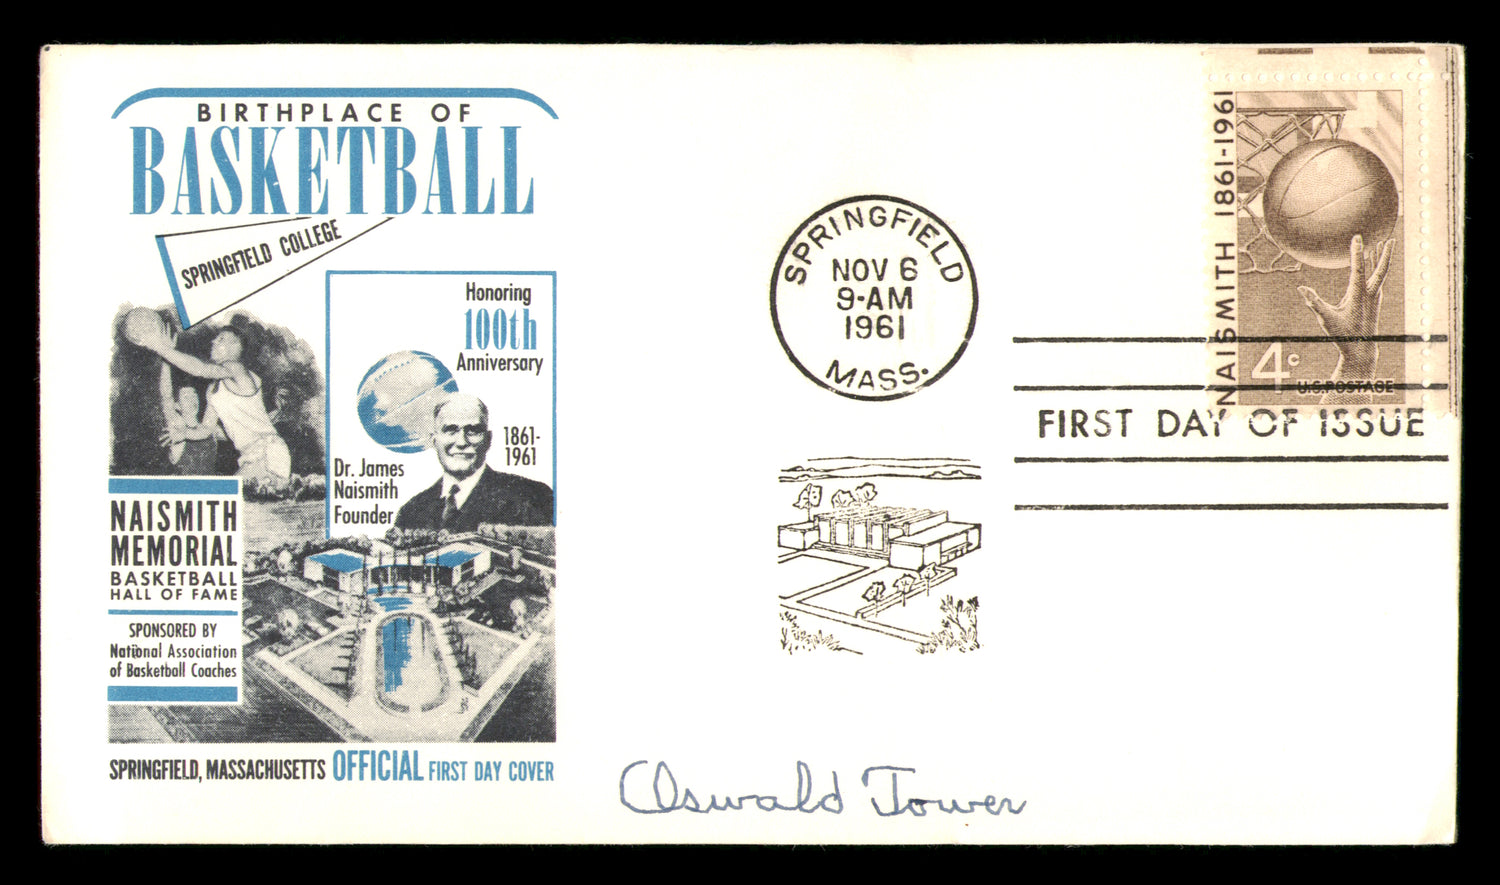 BIRTHPLACE OF
BASKETBALL
SPRINGFIELD COLLEGE
Honoring
100th
Anniversary
1861-
1961
Dr. James
Naismith
Founder
NAISMITH
MEMORIAL
BASKETBALL
HALL OF FAME
SPONSORED BY
National Association
of Basketball Coaches
SPRINGFIELD, MASSACHUSETTS OFFICIAL FIRST DAY COVER
SPRINGFIELD
NOV 6
9-AM
1961
MASS.
NAISMITH 1861-1961
4c
U.S. POSTAGE
FIRST DAY OF ISSUE
Oswald Tower